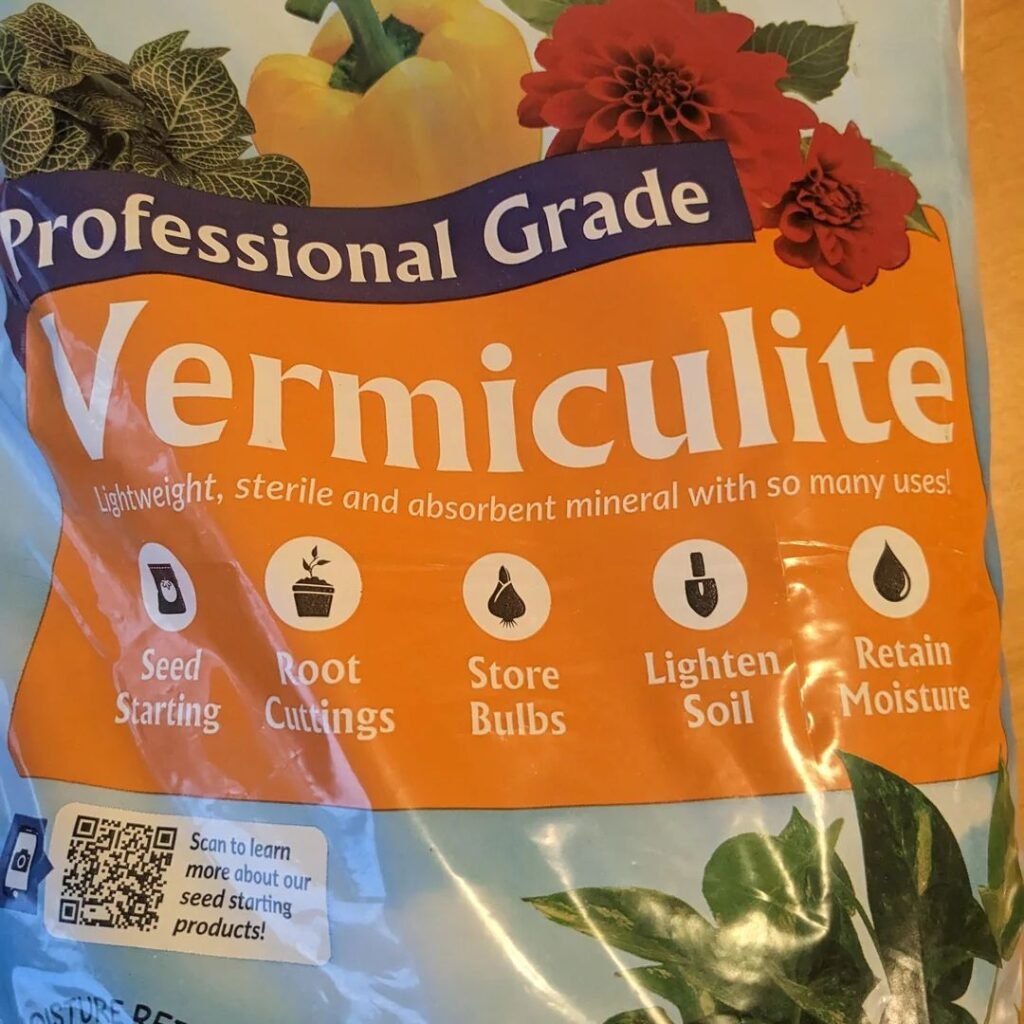 Professional Grade
Vermiculite
Lightweight, sterile and absorbent mineral with so many uses!
Seed
Starting
Root
Cuttings
Store
Bulbs
Lighten
Soil
Retain
Moisture
Scan to learn
more about our
seed starting
products!